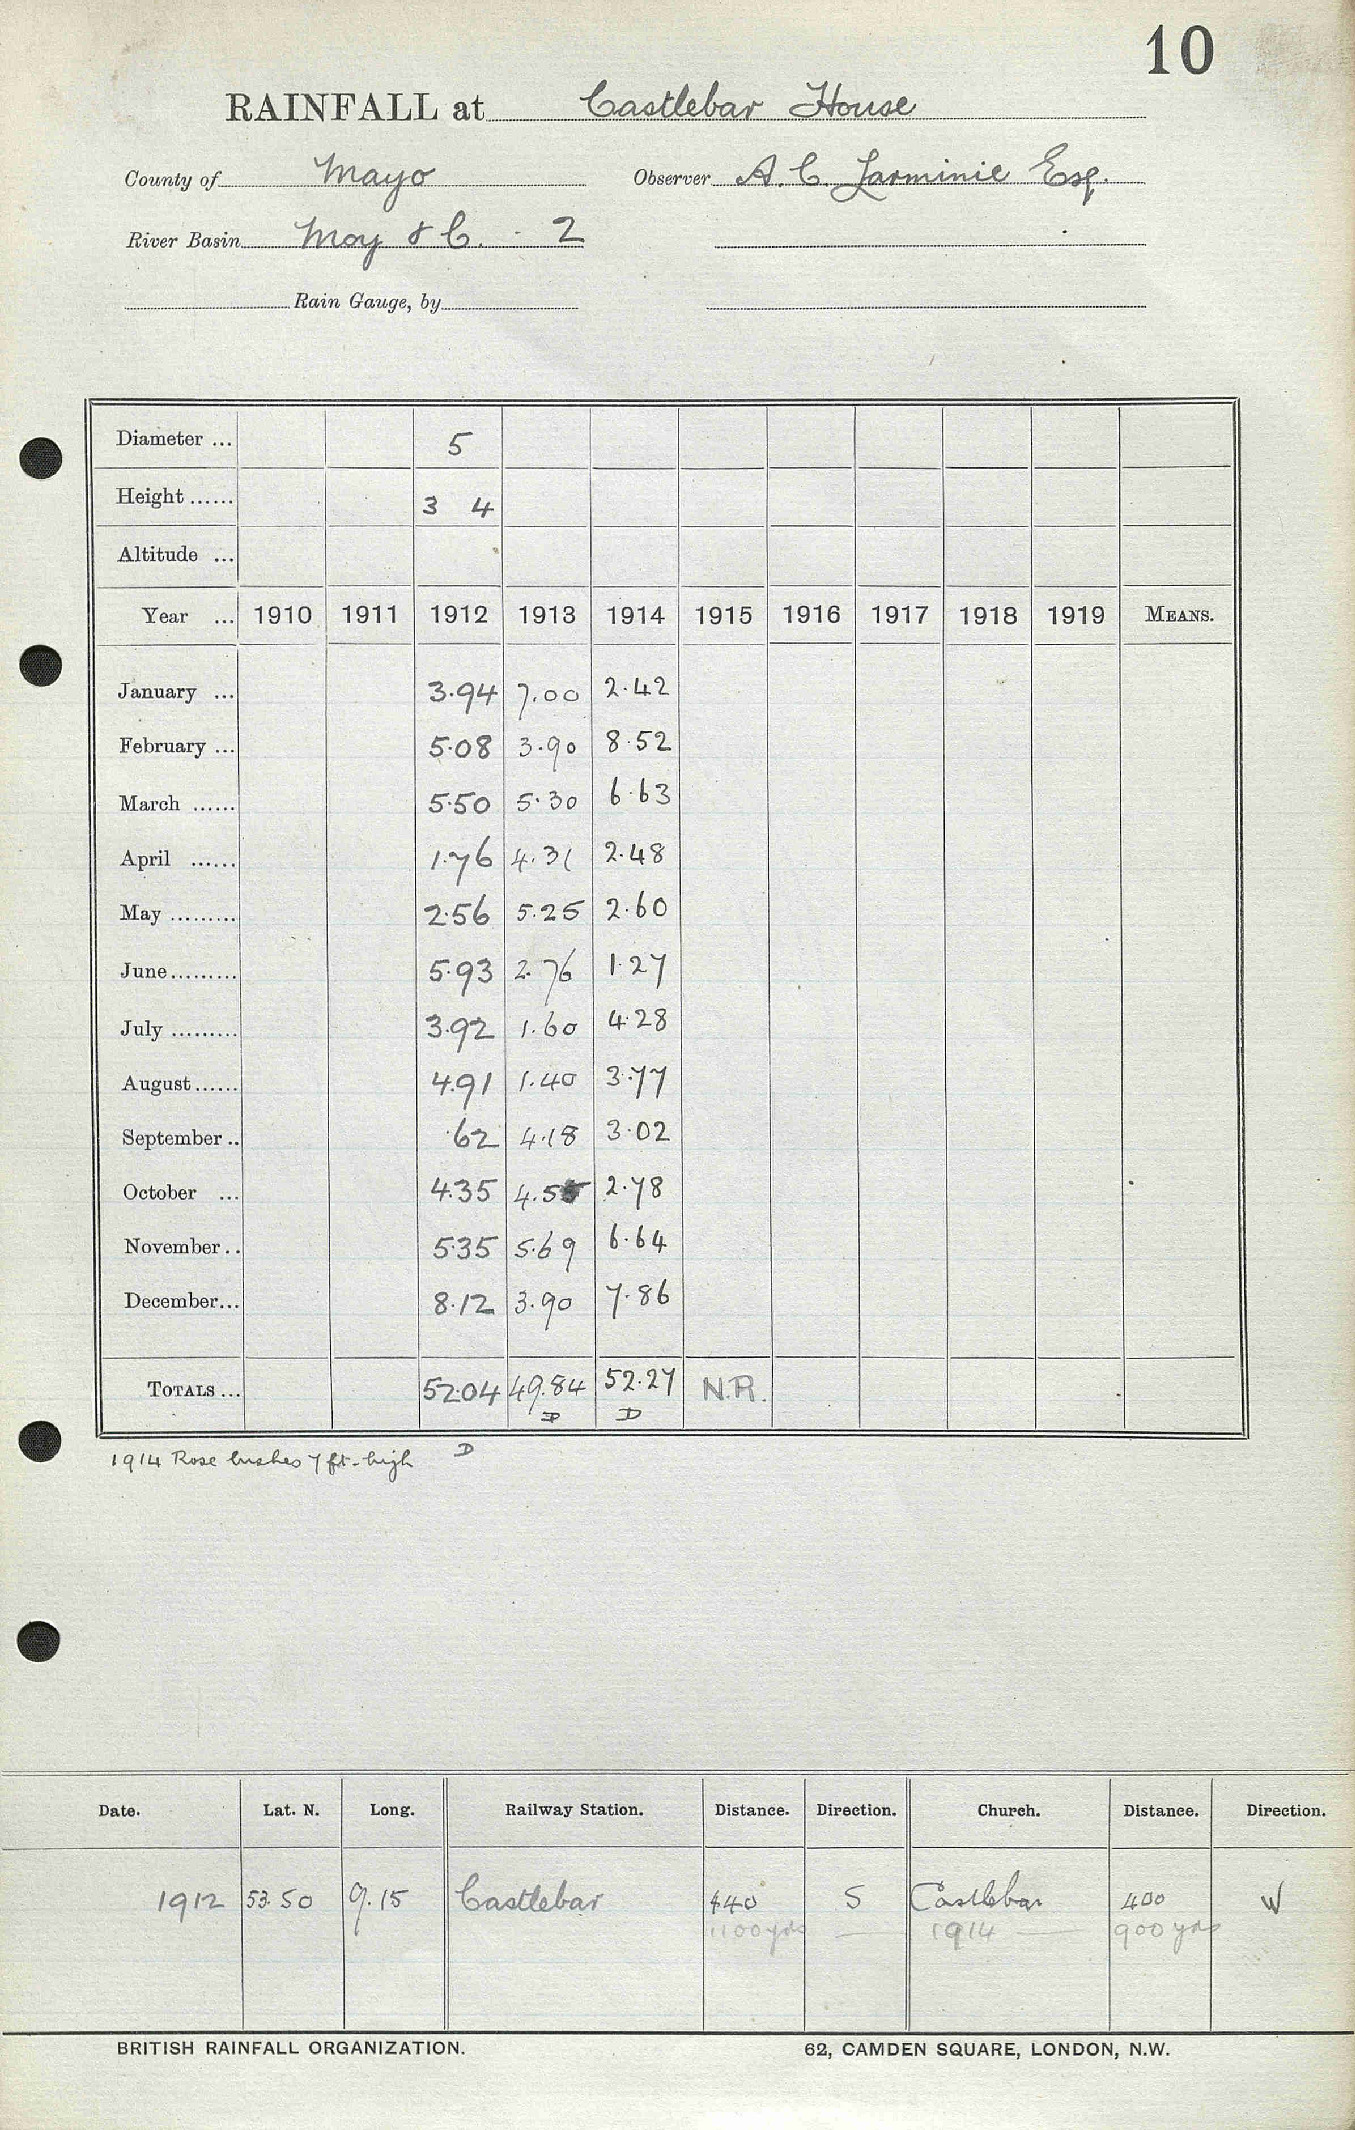 10
RAINFALL at Castlebar House
County of Mayo Observer A. C. Larminie Esq.
River Basin Moy & C. - 2
Rain Gauge, by
Diameter ... 5
Height ...... 3 4
Altitude ...
Year ... 1910 1911 1912 1913 1914 1915 1916 1917 1918 1919 MEANS.
January ... 3.94 7.00 2.42
February ... 5.08 3.90 8.52
March ...... 5.50 5.30 6.63
April ...... 1.76 4.31 2.48
May ......... 2.56 5.25 2.60
June......... 5.93 2.76 1.27
July ......... 3.92 1.60 4.28
August...... 4.91 1.40 3.77
September.. .62 4.18 3.02
October ... 4.35 4.55 2.78
November.. 5.35 5.69 6.64
December... 8.12 3.90 7.86
TOTALS ... 52.04 49.84 52.27 N.R.
D D
1914 Rose bushes 7 ft. high D
Date. Lat. N. Long. Railway Station. Distance. Direction. Church. Distance. Direction.
1912 53.50 9.15 Castlebar 440 S Castlebar 400 W
1100 yds — 1914 — 900 yds
BRITISH RAINFALL ORGANIZATION. 62, CAMDEN SQUARE, LONDON, N.W.